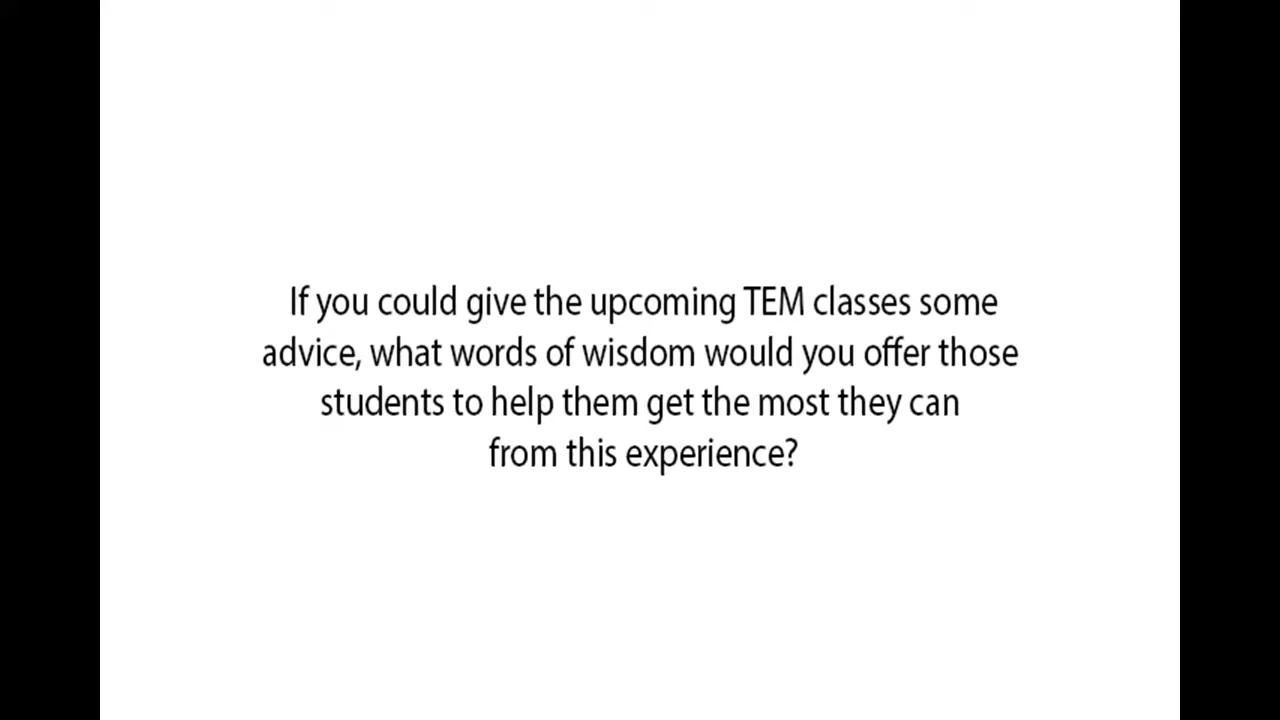 If you could give the upcoming TEM classes some
advice, what words of wisdom would you offer those
students to help them get the most they can
from this experience?